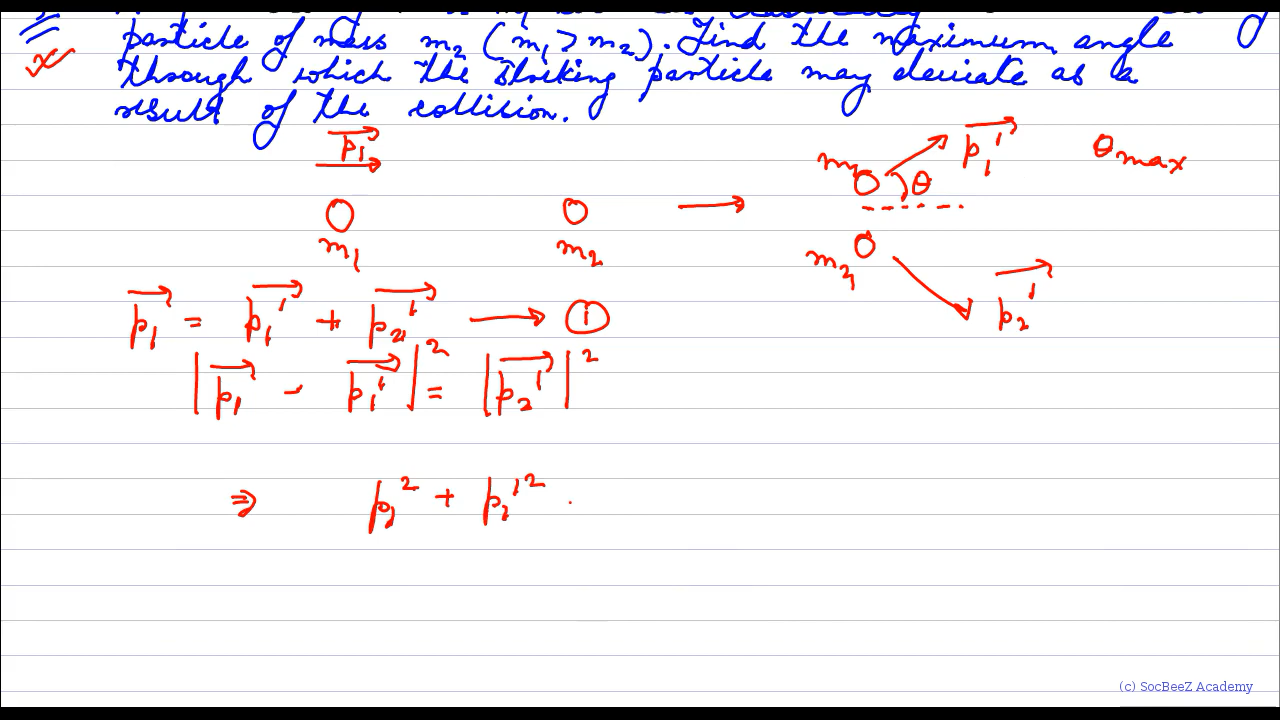 particle of mass m₂ (m₁ > m₂). Find the maximum angle
through which the striking particle may deviate as a
result of the collision.
p₁→
m₁ p₁'→ θmax
θ
m₁ m₂ →
m₂ p₂'→
p₁→ = p₁'→ + p₂'→ → ①
|p₁→ - p₁'→|² = |p₂'→|²
⇒ p₁² + p₁'²
(c) SocBeeZ Academy